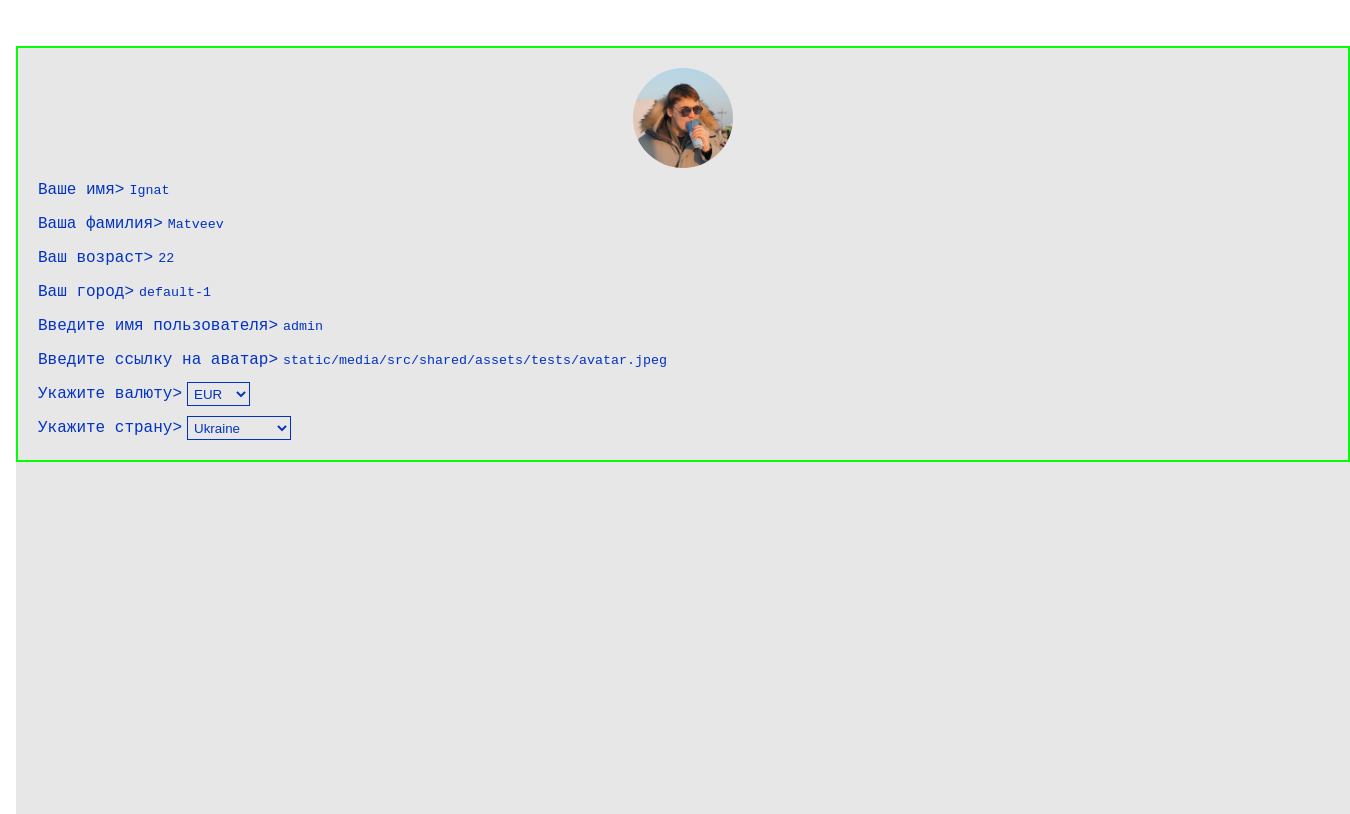 Ваше имя> Ignat
Ваша фамилия> Matveev
Ваш возраст> 22
Ваш город> default-1
Введите имя пользователя> admin
Введите ссылку на аватар> static/media/src/shared/assets/tests/avatar.jpeg
Укажите валюту> EUR
Укажите страну> Ukraine